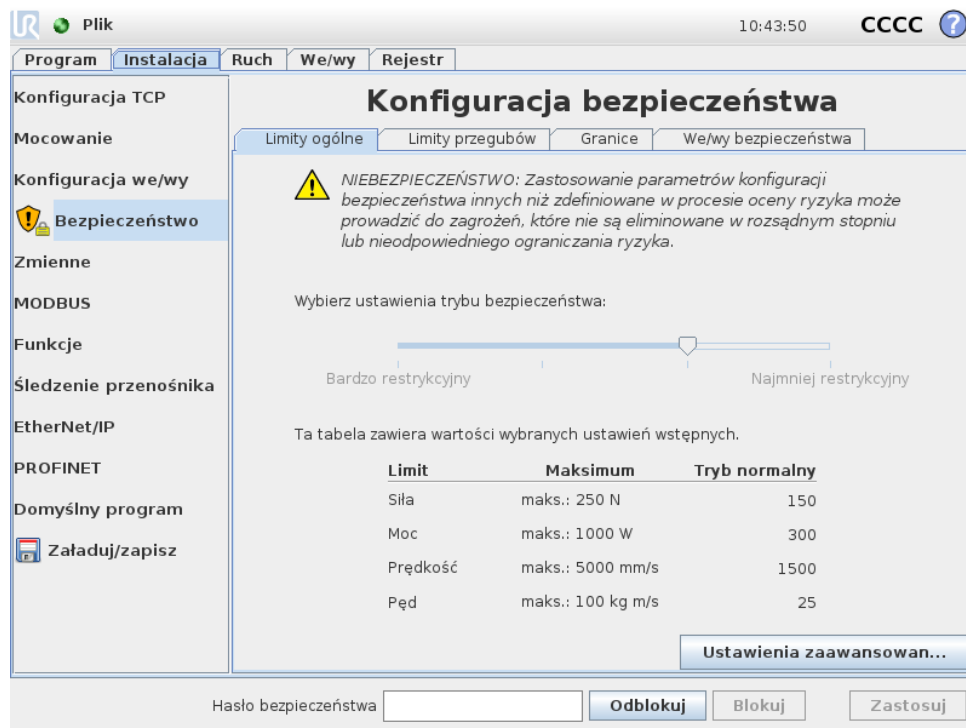 UR Plik 10:43:50 CCCC ?
Program Instalacja Ruch We/wy Rejestr
Konfiguracja TCP
Mocowanie
Konfiguracja we/wy
Bezpieczeństwo
Zmienne
MODBUS
Funkcje
Śledzenie przenośnika
EtherNet/IP
PROFINET
Domyślny program
Załaduj/zapisz
Konfiguracja bezpieczeństwa
Limity ogólne Limity przegubów Granice We/wy bezpieczeństwa
NIEBEZPIECZEŃSTWO: Zastosowanie parametrów konfiguracji
bezpieczeństwa innych niż zdefiniowane w procesie oceny ryzyka może
prowadzić do zagrożeń, które nie są eliminowane w rozsądnym stopniu
lub nieodpowiedniego ograniczania ryzyka.
Wybierz ustawienia trybu bezpieczeństwa:
Bardzo restrykcyjny Najmniej restrykcyjny
Ta tabela zawiera wartości wybranych ustawień wstępnych.
Limit Maksimum Tryb normalny
Siła maks.: 250 N 150
Moc maks.: 1000 W 300
Prędkość maks.: 5000 mm/s 1500
Pęd maks.: 100 kg m/s 25
Ustawienia zaawansowan...
Hasło bezpieczeństwa Odblokuj Blokuj Zastosuj